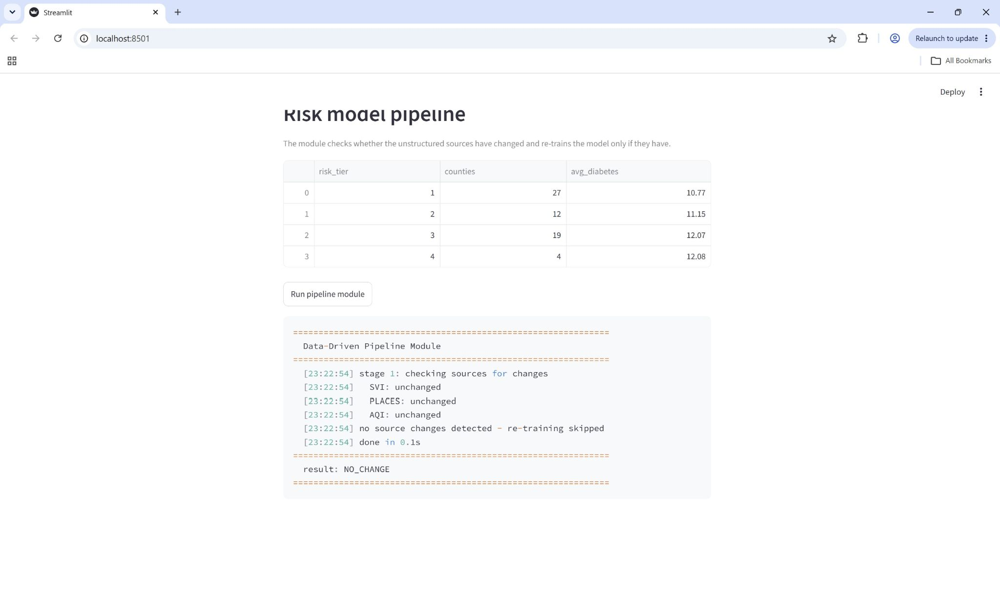 Streamlit
localhost:8501
Relaunch to update
All Bookmarks
Deploy
Risk model pipeline
The module checks whether the unstructured sources have changed and re-trains the model only if they have.
risk_tier counties avg_diabetes
0 1 27 10.77
1 2 12 11.15
2 3 19 12.07
3 4 4 12.08
Run pipeline module
==============================================================
Data-Driven Pipeline Module
==============================================================
[23:22:54] stage 1: checking sources for changes
[23:22:54] SVI: unchanged
[23:22:54] PLACES: unchanged
[23:22:54] AQI: unchanged
[23:22:54] no source changes detected - re-training skipped
[23:22:54] done in 0.1s
==============================================================
result: NO_CHANGE
==============================================================